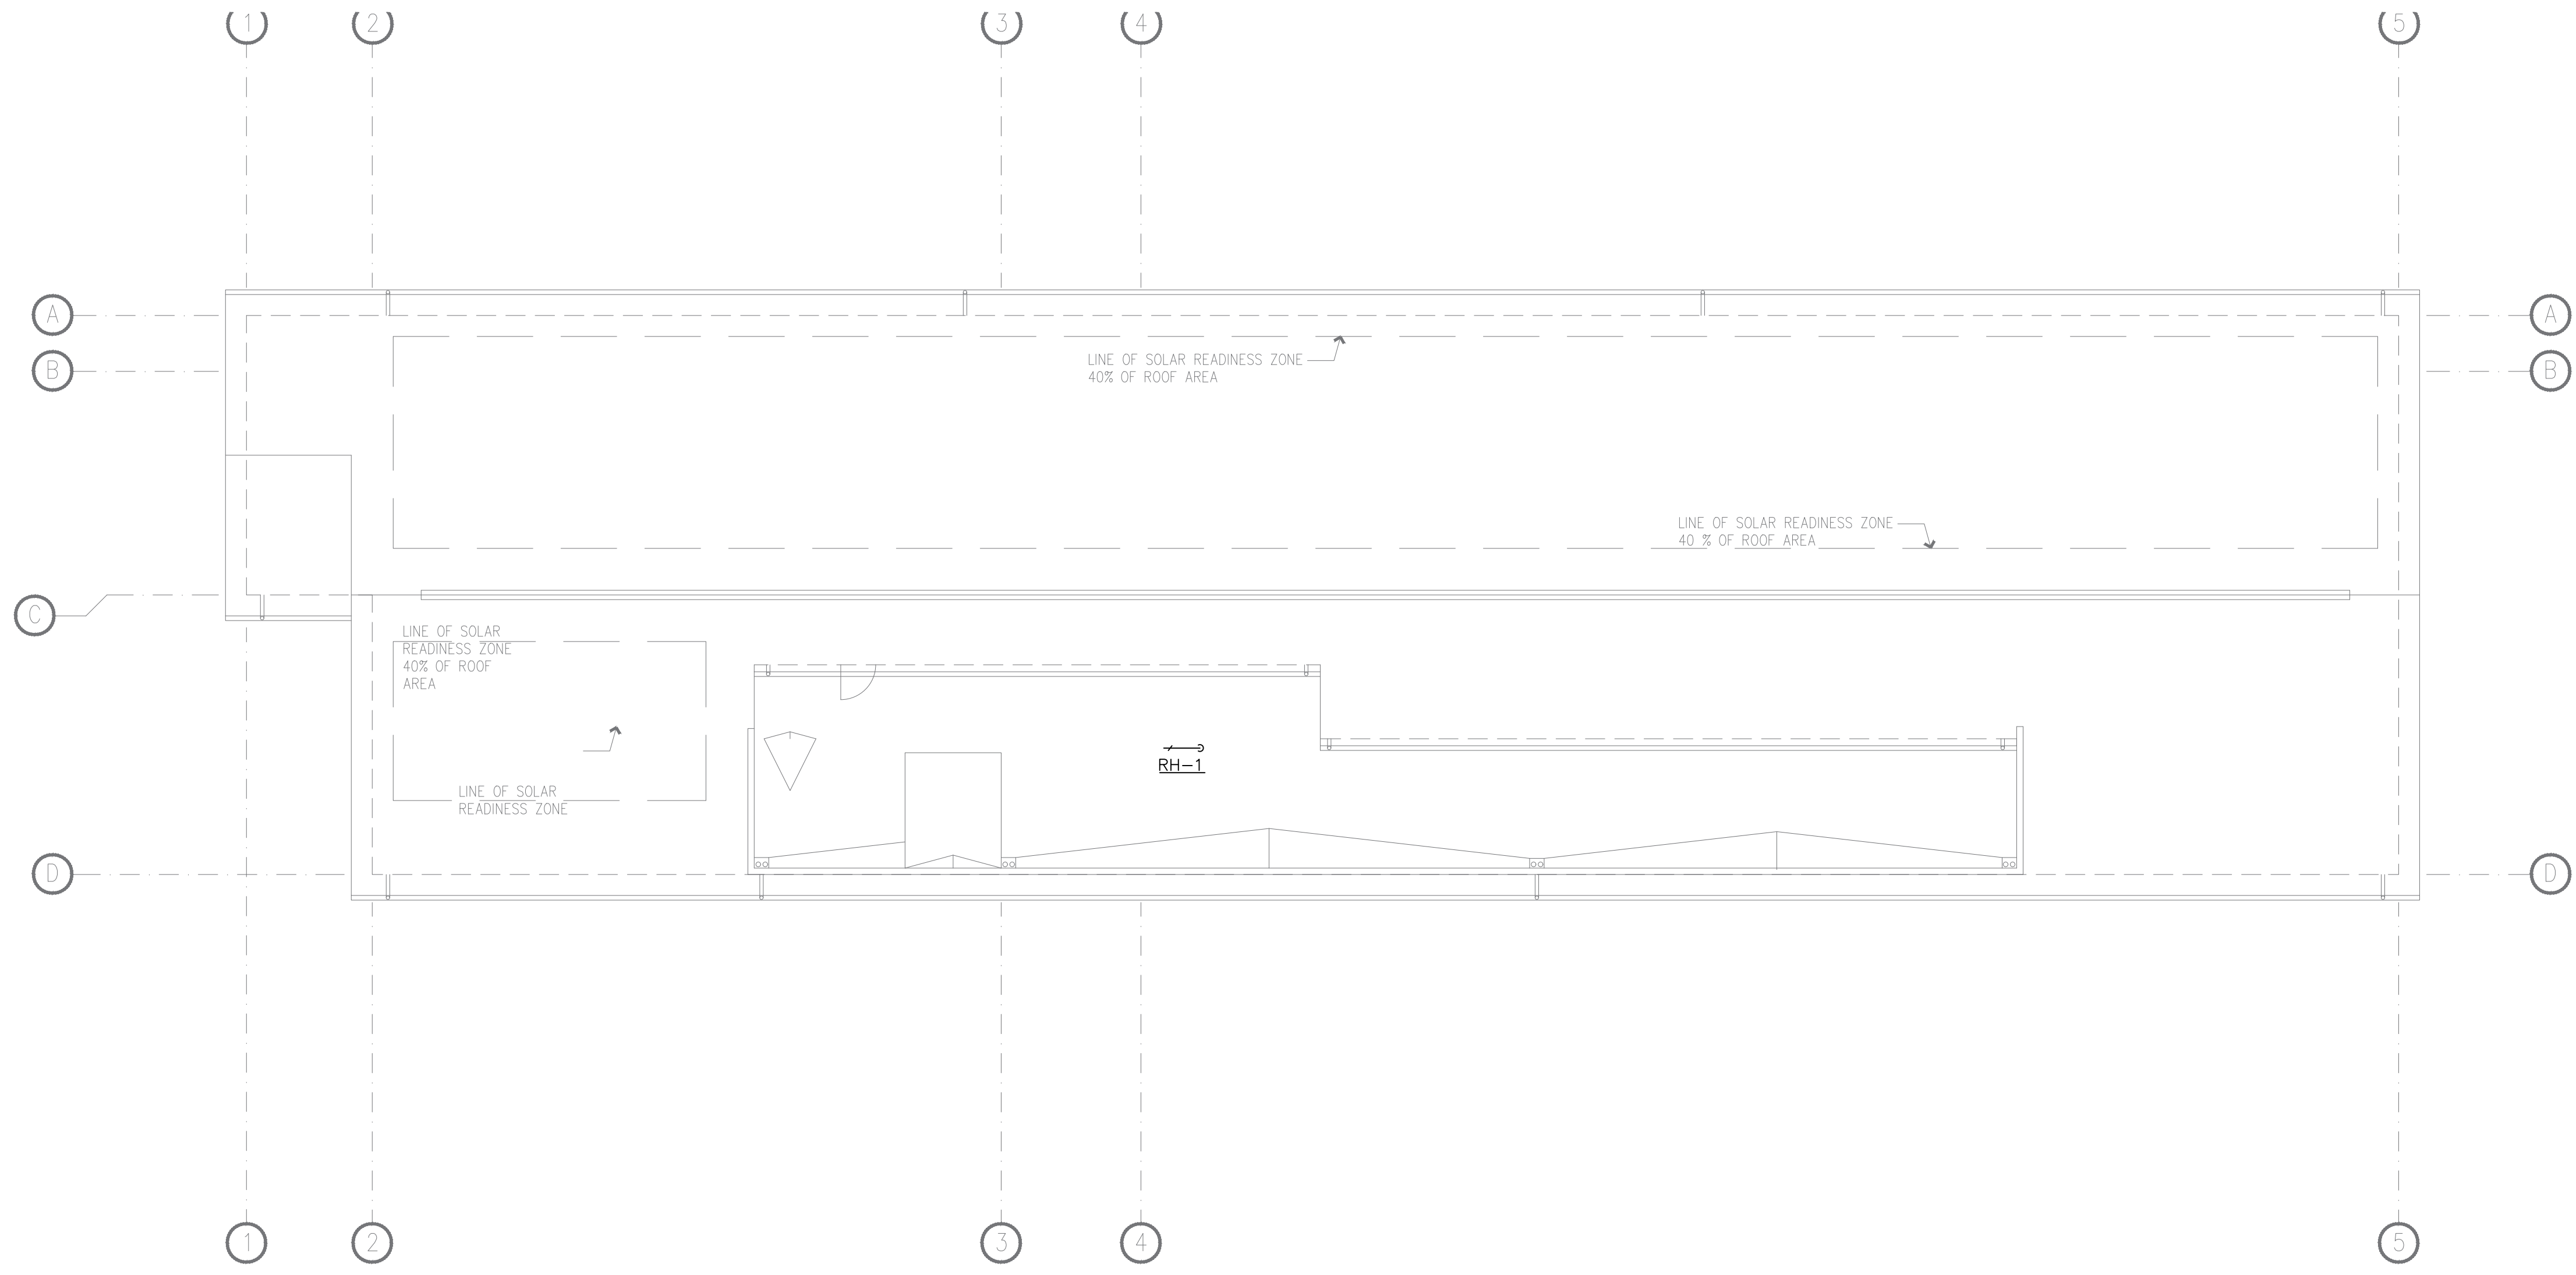 1
2
3
4
5
A
A
B
B
LINE OF SOLAR READINESS ZONE
40% OF ROOF AREA
LINE OF SOLAR READINESS ZONE
40 % OF ROOF AREA
C
LINE OF SOLAR
READINESS ZONE
40% OF ROOF
AREA
RH-1
LINE OF SOLAR
READINESS ZONE
D
D
1
2
3
4
5